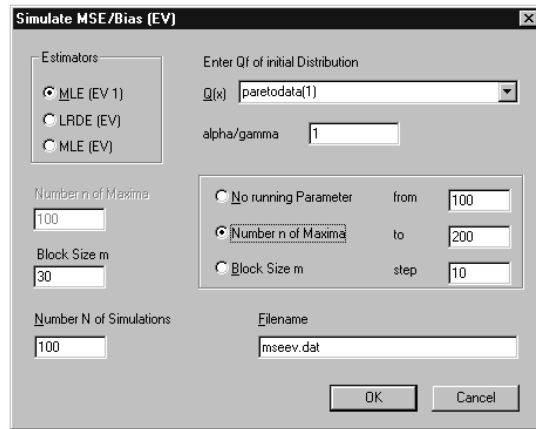 Simulate MSE/Bias (EV)
Estimators
MLE (EV 1)
LRDE (EV)
MLE (EV)
Enter Qf of initial Distribution
Q(x) paretodata(1)
alpha/gamma 1
Number n of Maxima
100
Block Size m
30
No running Parameter from 100
Number n of Maxima to 200
Block Size m step 10
Number N of Simulations
100
Filename
mseev.dat
OK Cancel